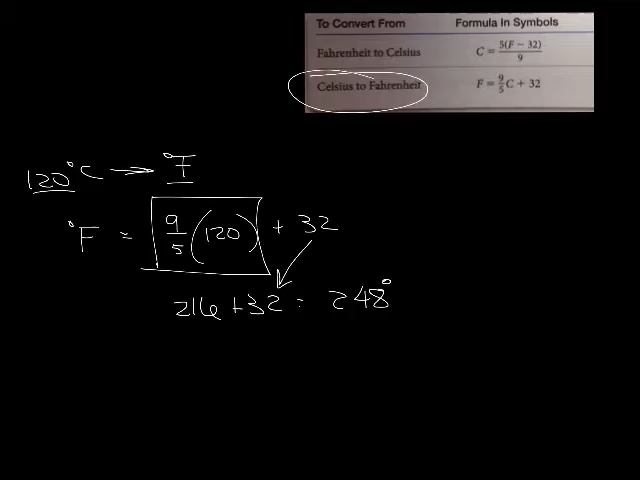 To Convert From Formula In Symbols
Fahrenheit to Celsius C = 5(F − 32)/9
Celsius to Fahrenheit F = 9/5 C + 32
120°C → °F
°F = 9/5 (120) + 32
216 + 32 = 248°